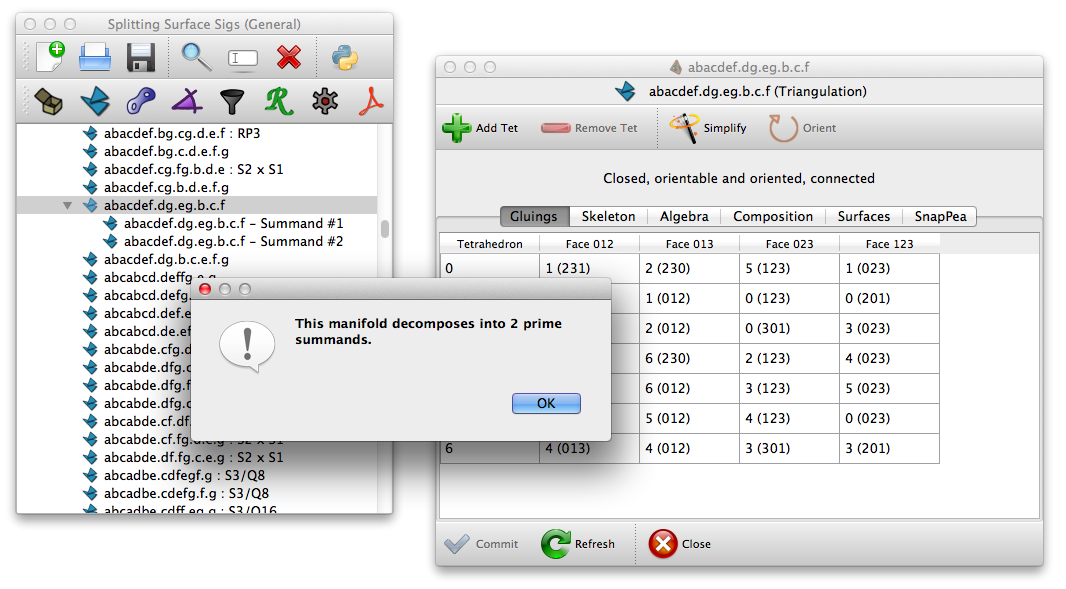 Splitting Surface Sigs (General)
abacdef.bg.cg.d.e.f : RP3
abacdef.bg.c.d.e.f.g
abacdef.cg.fg.b.d.e : S2 x S1
abacdef.cg.b.d.e.f.g
abacdef.dg.eg.b.c.f
abacdef.dg.eg.b.c.f – Summand #1
abacdef.dg.eg.b.c.f – Summand #2
abacdef.dg.b.c.e.f.g
abcabcd.deffg.e.g
abcabcd.defg.
abcabcd.def.e
abcabcd.de.ef
abcabde.cfg.d
abcabde.dfg.c
abcabde.dfg.f
abcabde.dfg.c
abcabde.cf.df
abcabde.cf.fg.d.e.g : S2 x S1
abcabde.df.fg.c.e.g : S2 x S1
abcadbe.cdfegf.g : S3/Q8
abcadbe.cdefg.f.g : S3/Q8
abcadbe.cdff.eg.g : S3/Q16
abacdef.dg.eg.b.c.f
abacdef.dg.eg.b.c.f (Triangulation)
Add Tet Remove Tet Simplify Orient
Closed, orientable and oriented, connected
Gluings Skeleton Algebra Composition Surfaces SnapPea
Tetrahedron Face 012 Face 013 Face 023 Face 123
0 1 (231) 2 (230) 5 (123) 1 (023)
1 (012) 0 (123) 0 (201)
2 (012) 0 (301) 3 (023)
6 (230) 2 (123) 4 (023)
6 (012) 3 (123) 5 (023)
5 (012) 4 (123) 0 (023)
6 4 (013) 4 (012) 3 (301) 3 (201)
Commit Refresh Close
This manifold decomposes into 2 prime
summands.
OK